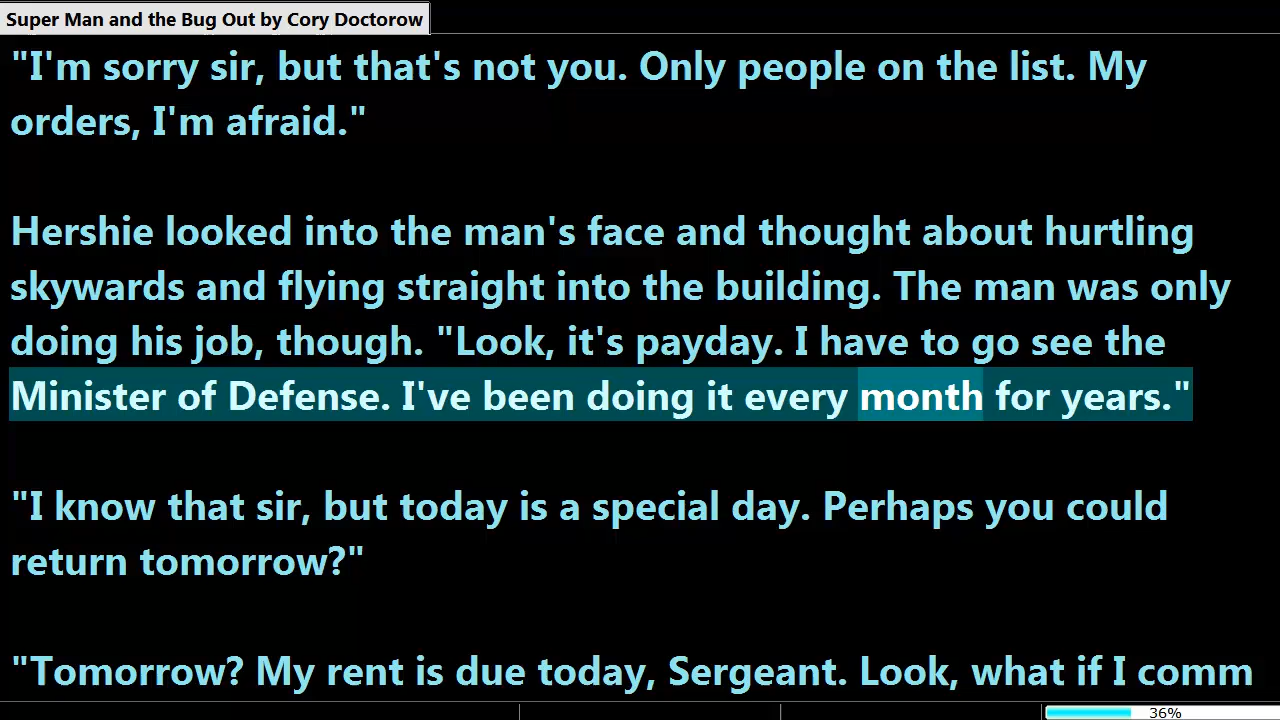 Super Man and the Bug Out by Cory Doctorow
"I'm sorry sir, but that's not you. Only people on the list. My
orders, I'm afraid."
Hershie looked into the man's face and thought about hurtling
skywards and flying straight into the building. The man was only
doing his job, though. "Look, it's payday. I have to go see the
Minister of Defense. I've been doing it every month for years."
"I know that sir, but today is a special day. Perhaps you could
return tomorrow?"
"Tomorrow? My rent is due today, Sergeant. Look, what if I comm
36%